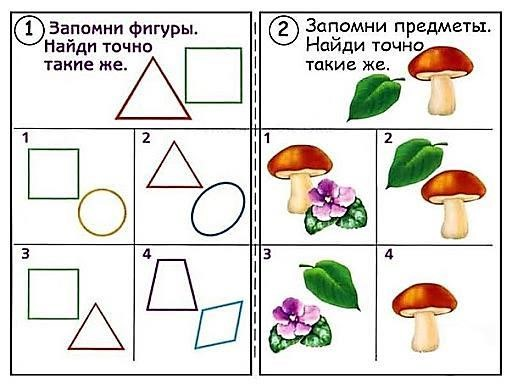 1 Запомни фигуры.
Найди точно
такие же.
1
2
3
4
2 Запомни предметы.
Найди точно
такие же.
1
2
3
4